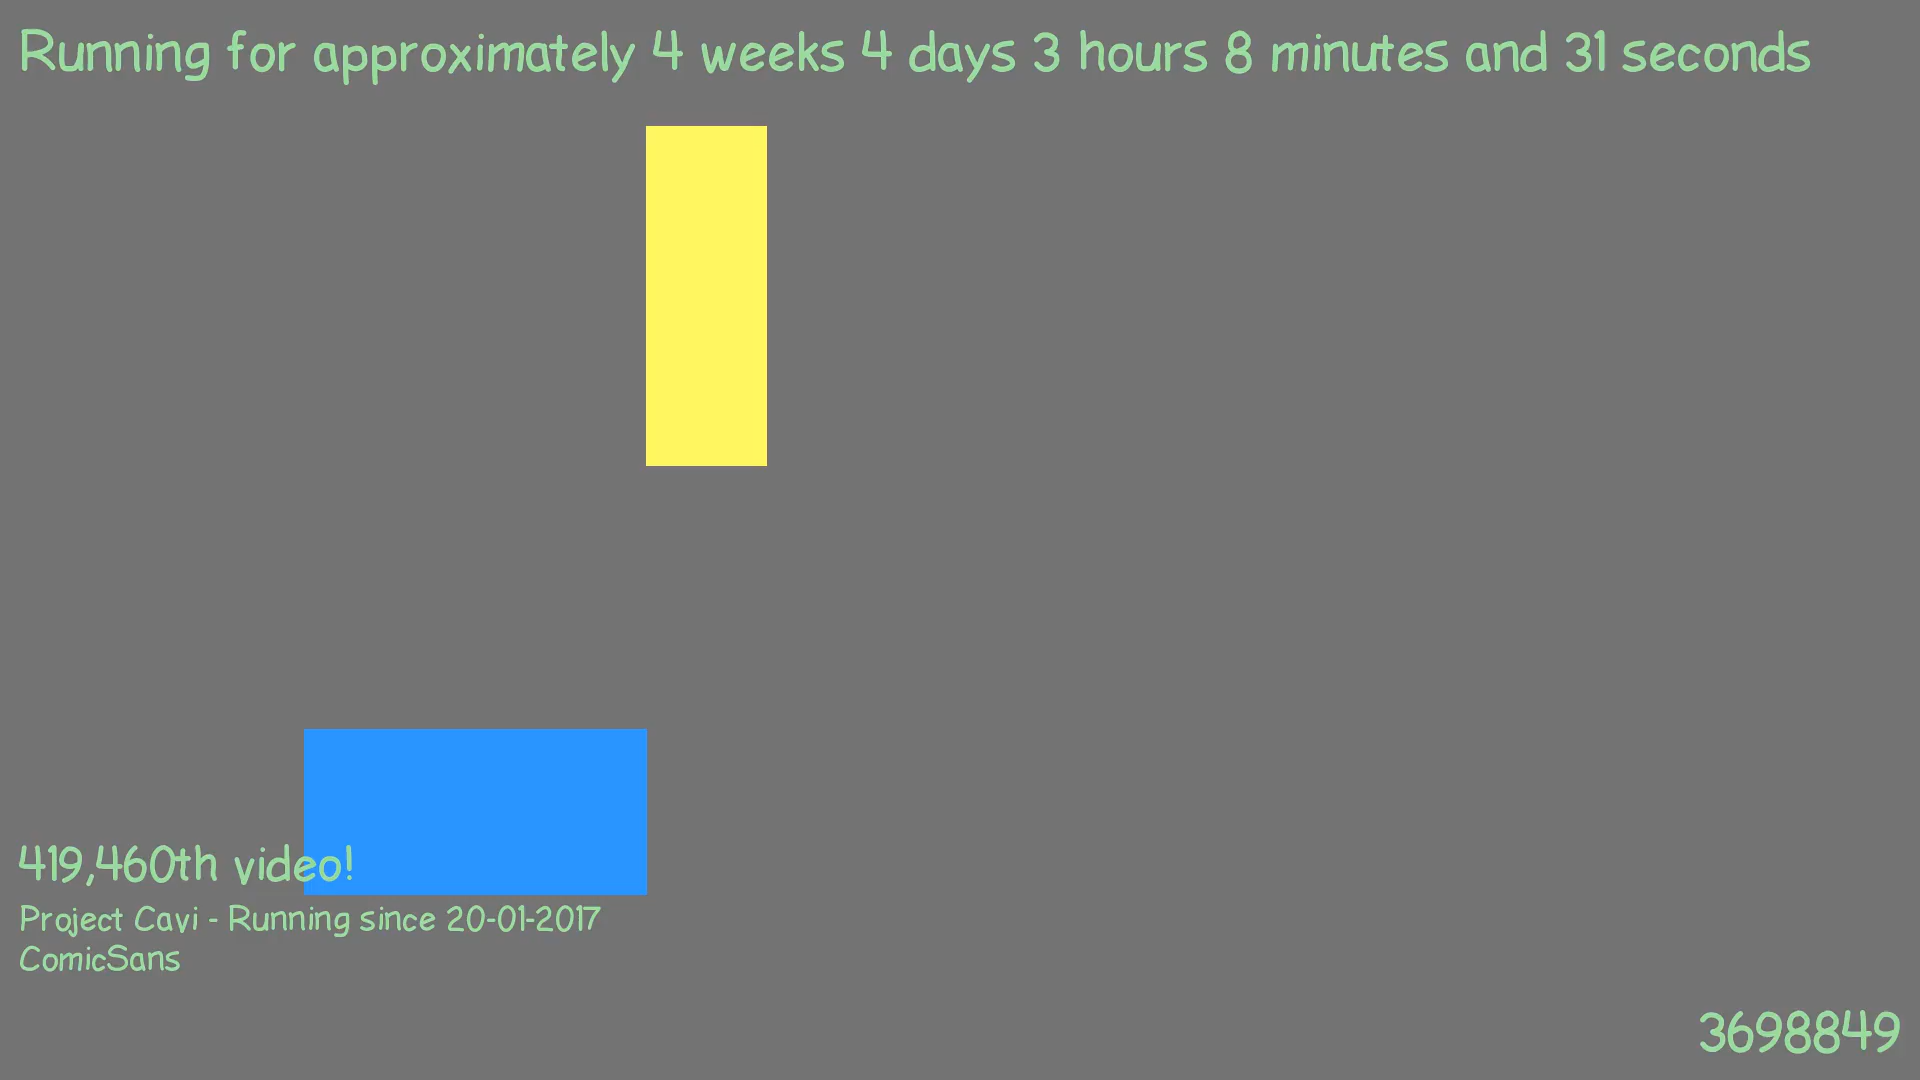 Running for approximately 4 weeks 4 days 3 hours 8 minutes and 31 seconds
419,460th video!
Project Cavi - Running since 20-01-2017
ComicSans
3698849